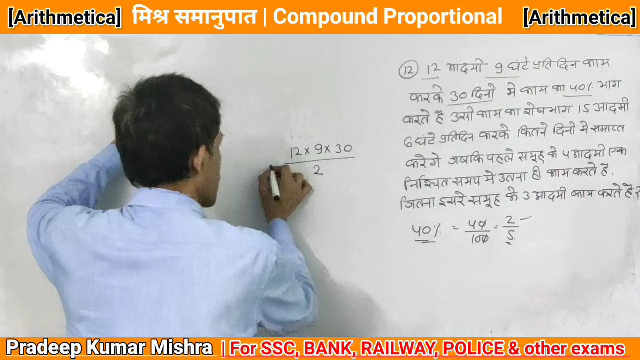 [Arithmetica] मिश्र समानुपात | Compound Proportional [Arithmetica]
(12) 12 आदमी 9 घंटे प्रति दिन काम
करके 30 दिनों में काम का 40% भाग
करते हैं उसी काम का शेष भाग 15 आदमी
6 घंटे प्रतिदिन करके कितने दिनों में समाप्त
करेंगे जबकि पहले समूह के 4 आदमी एक
निश्चित समय में उतना ही काम करते हैं.
जितना दूसरे समूह के 3 आदमी काम करते हैं?
40% = 40/100 = 2/5
12 x 9 x 30
2
Pradeep Kumar Mishra | For SSC, BANK, RAILWAY, POLICE & other exams